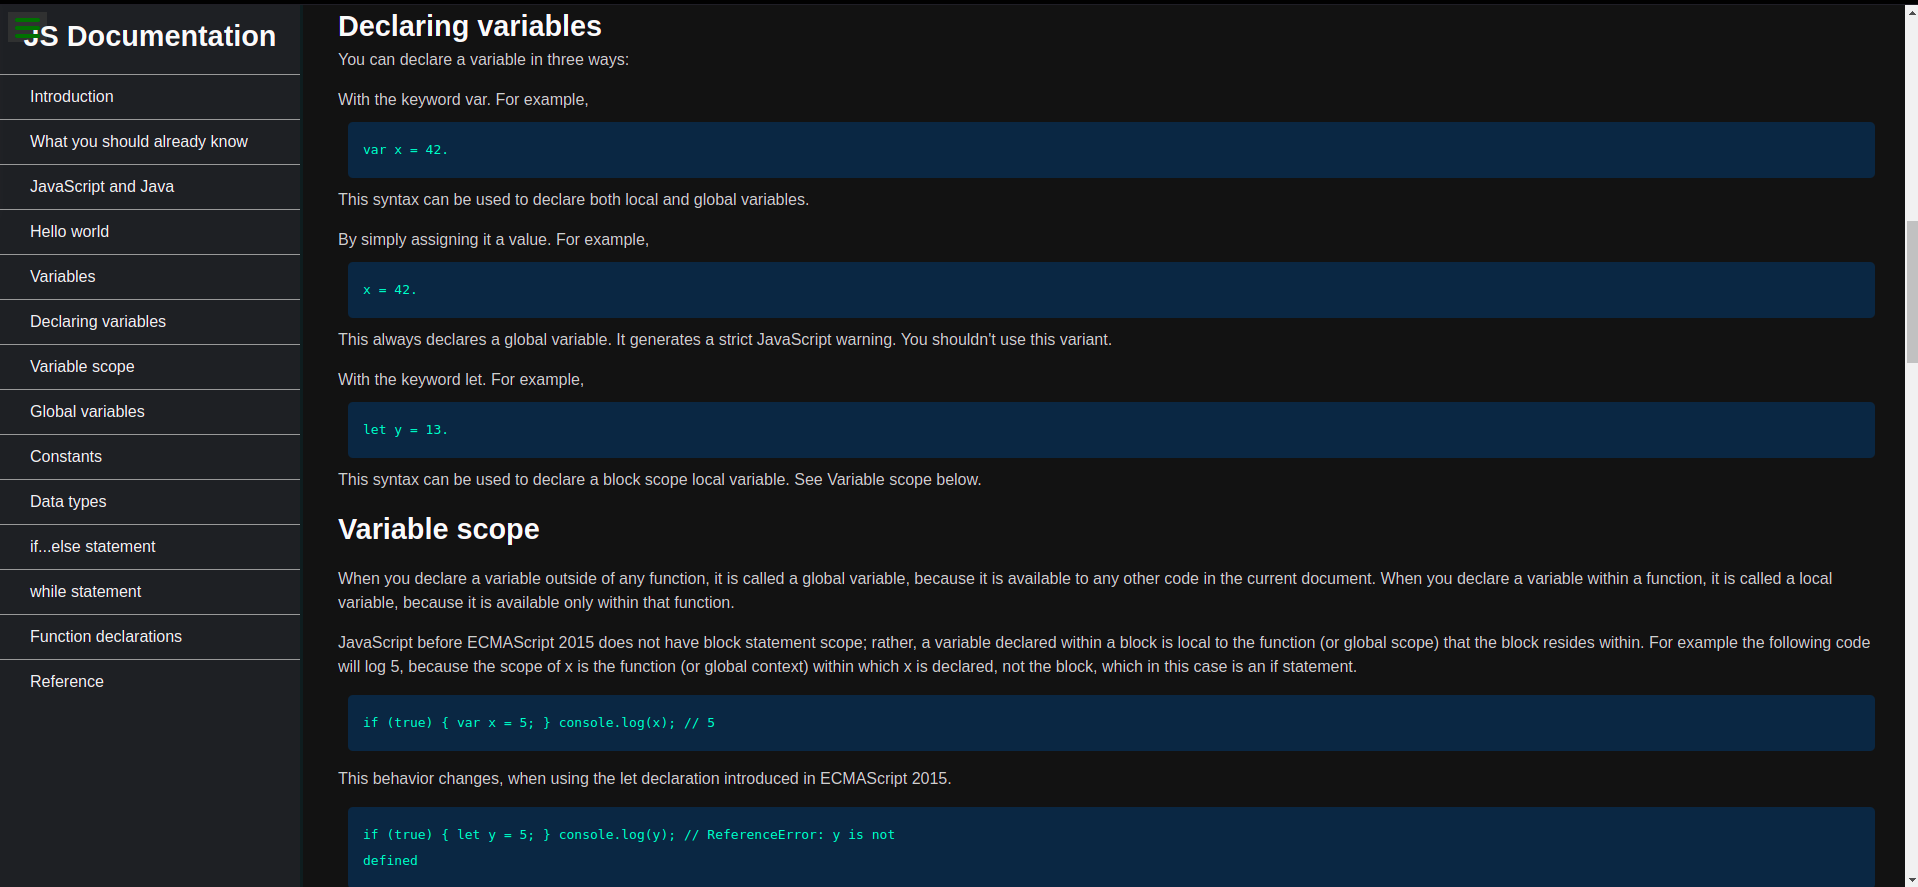 JS Documentation
Introduction
What you should already know
JavaScript and Java
Hello world
Variables
Declaring variables
Variable scope
Global variables
Constants
Data types
if...else statement
while statement
Function declarations
Reference
Declaring variables
You can declare a variable in three ways:
With the keyword var. For example,
var x = 42.
This syntax can be used to declare both local and global variables.
By simply assigning it a value. For example,
x = 42.
This always declares a global variable. It generates a strict JavaScript warning. You shouldn't use this variant.
With the keyword let. For example,
let y = 13.
This syntax can be used to declare a block scope local variable. See Variable scope below.
Variable scope
When you declare a variable outside of any function, it is called a global variable, because it is available to any other code in the current document. When you declare a variable within a function, it is called a local
variable, because it is available only within that function.
JavaScript before ECMAScript 2015 does not have block statement scope; rather, a variable declared within a block is local to the function (or global scope) that the block resides within. For example the following code
will log 5, because the scope of x is the function (or global context) within which x is declared, not the block, which in this case is an if statement.
if (true) { var x = 5; } console.log(x); // 5
This behavior changes, when using the let declaration introduced in ECMAScript 2015.
if (true) { let y = 5; } console.log(y); // ReferenceError: y is not
defined